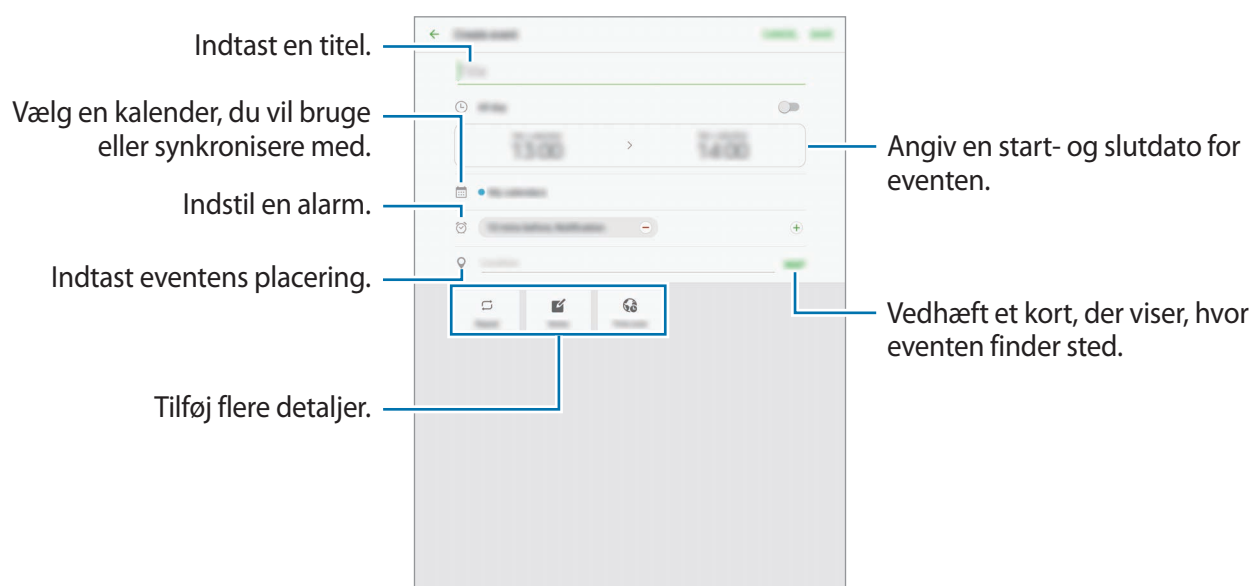 Indtast en titel.
Vælg en kalender, du vil bruge
eller synkronisere med.
Indstil en alarm.
Indtast eventens placering.
Tilføj flere detaljer.
13:00
14:00
Angiv en start- og slutdato for
eventen.
Vedhæft et kort, der viser, hvor
eventen finder sted.